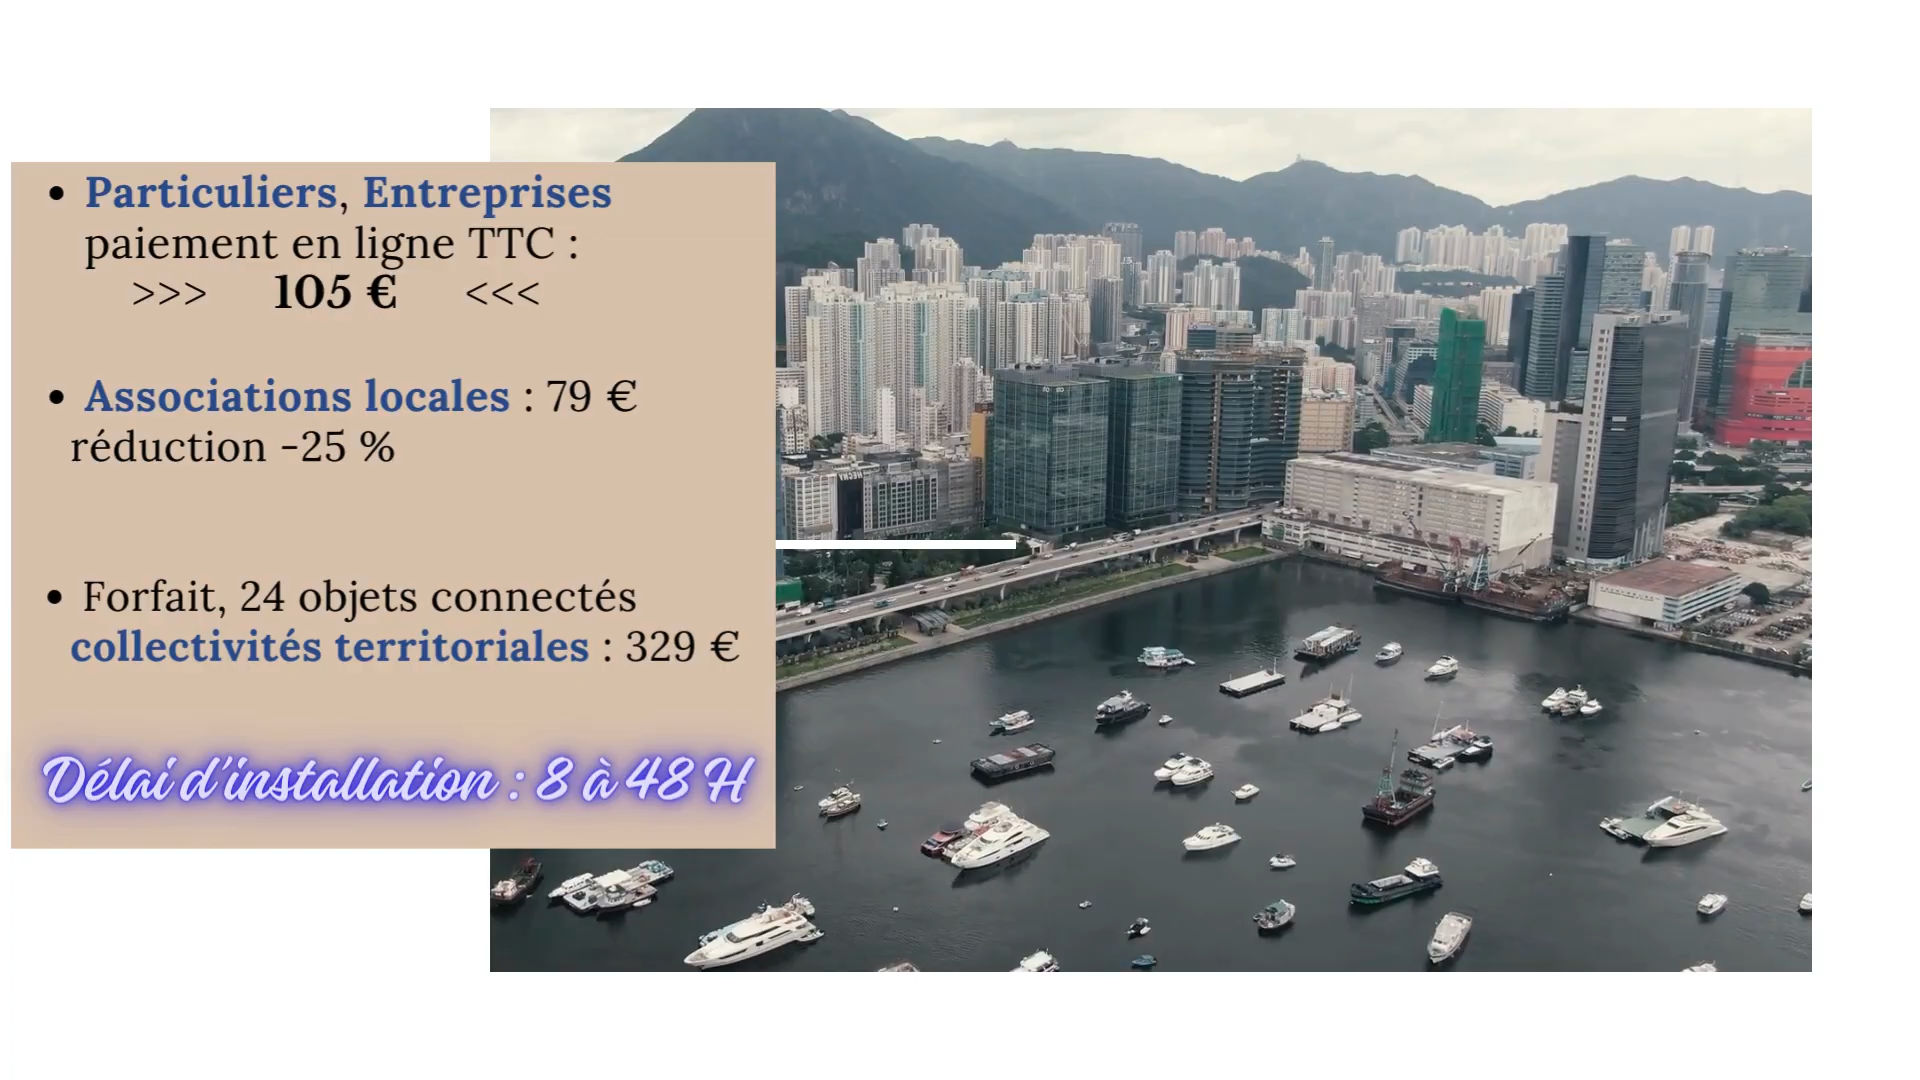 • Particuliers, Entreprises
paiement en ligne TTC :
>>> 105 € <<<
• Associations locales : 79 €
réduction -25 %
• Forfait, 24 objets connectés
collectivités territoriales : 329 €
Délai d'installation : 8 à 48 H